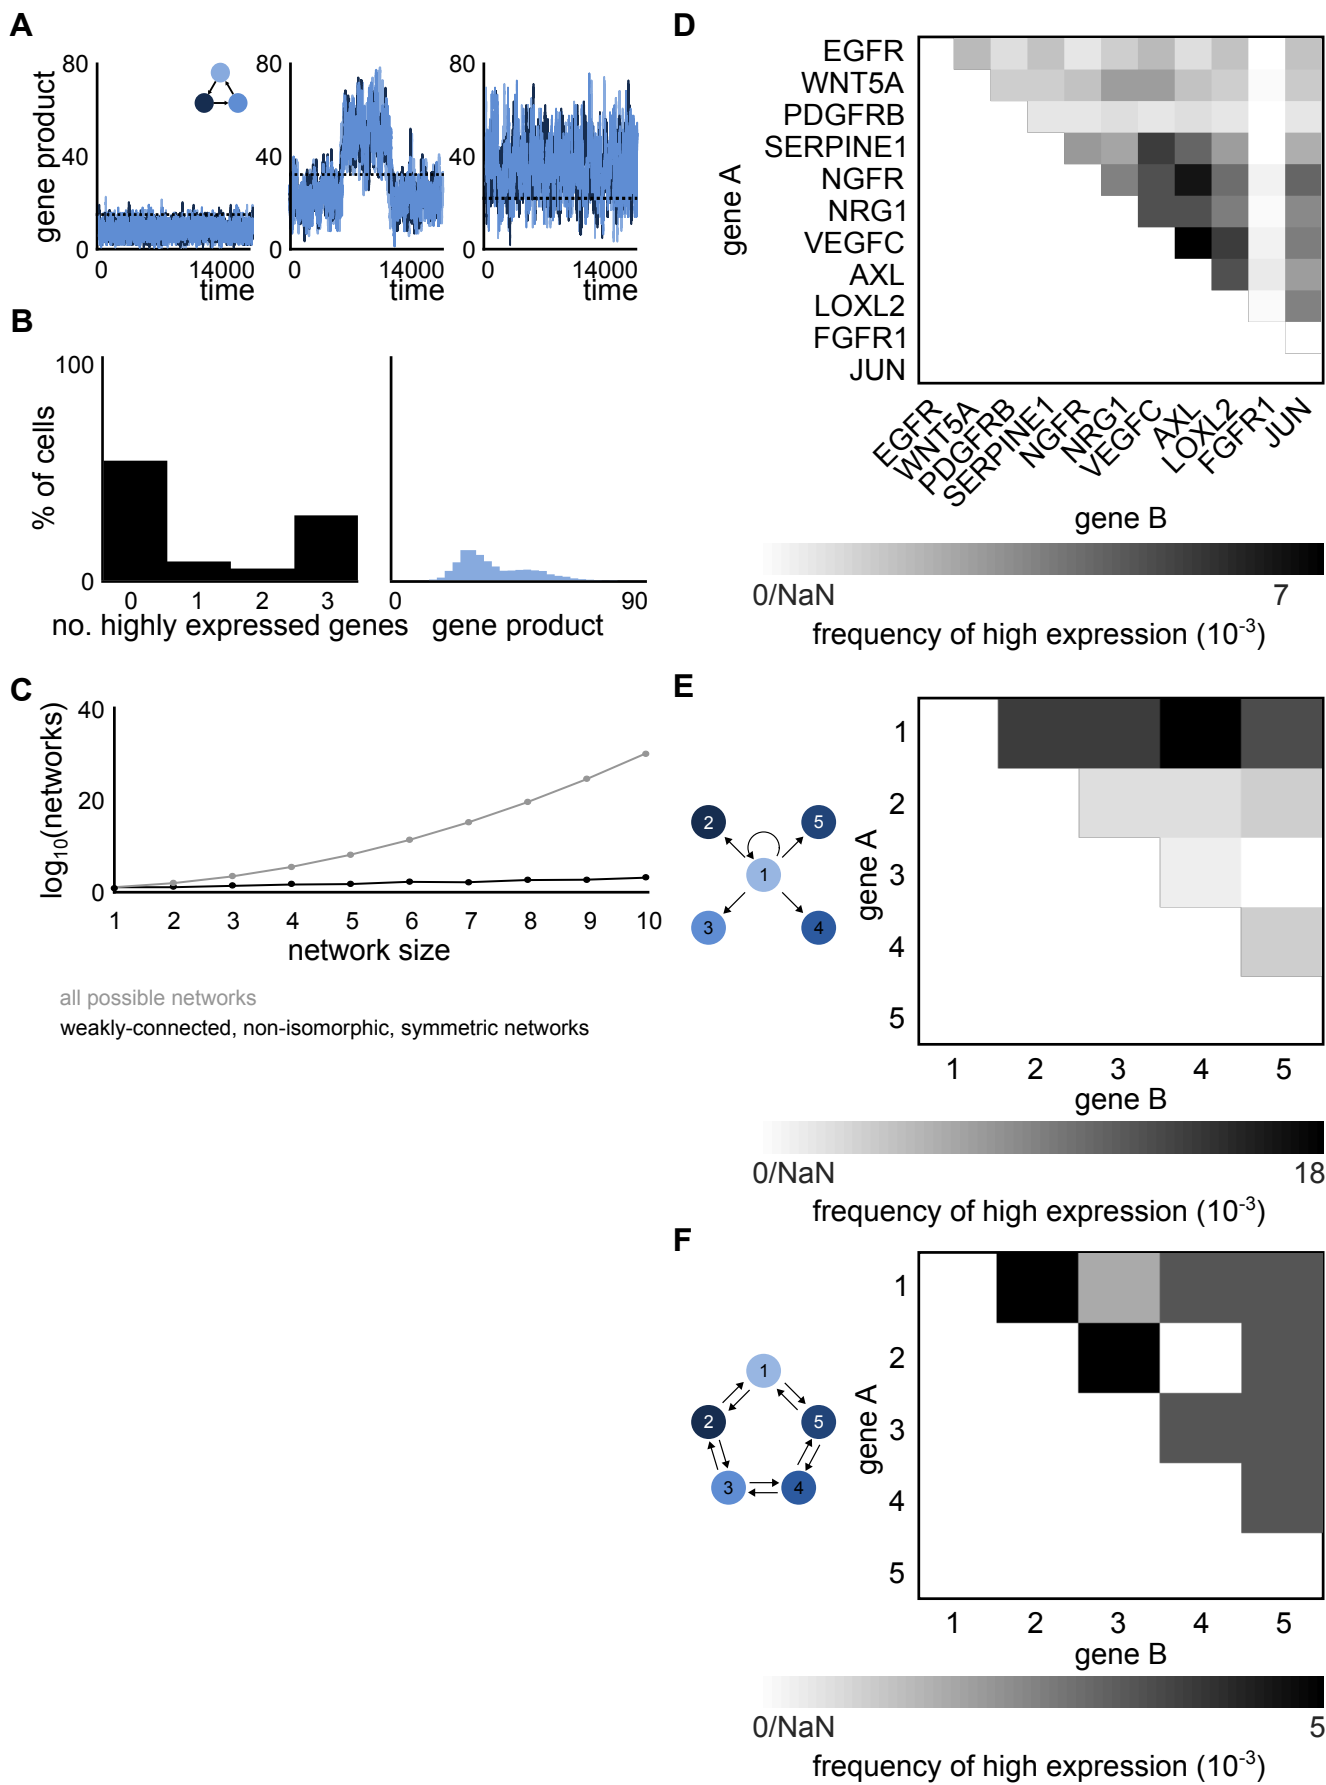 A
gene product
80
40
0
0 14000
time
80
40
0
0 14000
time
80
40
0
0 14000
time
B
% of cells
100
0
0 1 2 3
no. highly expressed genes
0 90
gene product
C
log10(networks)
40
20
0
1 2 3 4 5 6 7 8 9 10
network size
all possible networks
weakly-connected, non-isomorphic, symmetric networks
D
gene A
EGFR
WNT5A
PDGFRB
SERPINE1
NGFR
NRG1
VEGFC
AXL
LOXL2
FGFR1
JUN
EGFR
WNT5A
PDGFRB
SERPINE1
NGFR
NRG1
VEGFC
AXL
LOXL2
FGFR1
JUN
gene B
0/NaN 7
frequency of high expression (10-3)
E
2 5
1
3 4
gene A
1
2
3
4
5
1 2 3 4 5
gene B
0/NaN 18
frequency of high expression (10-3)
F
1
2 5
3 4
gene A
1
2
3
4
5
1 2 3 4 5
gene B
0/NaN 5
frequency of high expression (10-3)